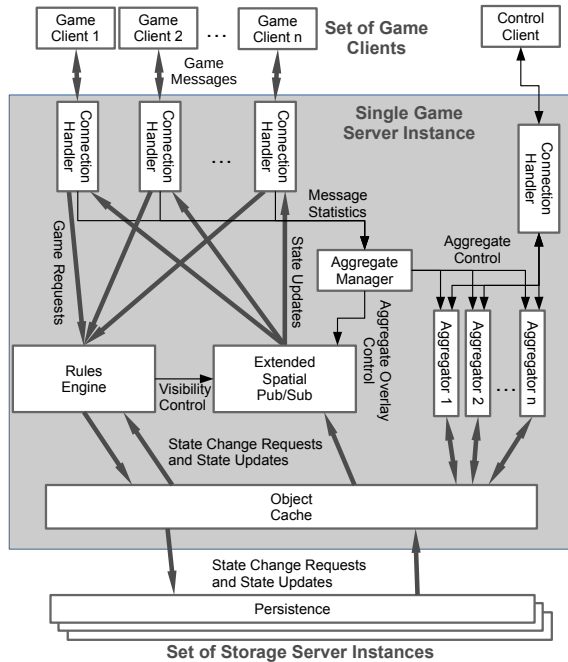 Game
Client 1
Game
Client 2
...
Game
Client n
Set of Game
Clients
Control
Client
Game
Messages
Single Game
Server Instance
Connection
Handler
Connection
Handler
...
Connection
Handler
Connection
Handler
Message
Statistics
Game Requests
State Updates
Aggregate
Manager
Aggregate
Control
Aggregate Overlay
Control
Rules
Engine
Visibility
Control
Extended
Spatial
Pub/Sub
Aggregator 1
Aggregator 2
...
Aggregator n
State Change Requests
and State Updates
Object
Cache
State Change Requests
and State Updates
Persistence
Set of Storage Server Instances